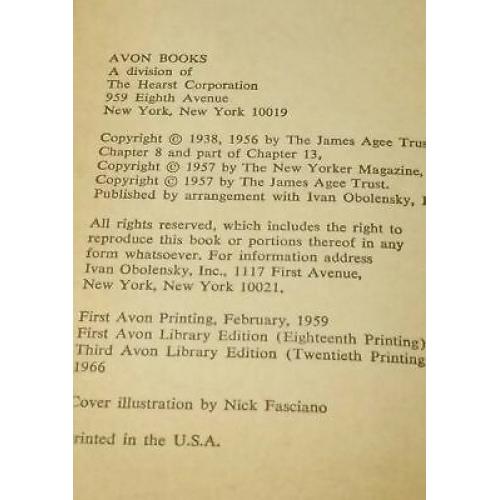 AVON BOOKS
A division of
The Hearst Corporation
959 Eighth Avenue
New York, New York 10019
Copyright © 1938, 1956 by The James Agee Trus
Chapter 8 and part of Chapter 13,
Copyright © 1957 by The New Yorker Magazine,
Copyright © 1957 by The James Agee Trust.
Published by arrangement with Ivan Obolensky, I
All rights reserved, which includes the right to
reproduce this book or portions thereof in any
form whatsoever. For information address
Ivan Obolensky, Inc., 1117 First Avenue,
New York, New York 10021.
First Avon Printing, February, 1959
First Avon Library Edition (Eighteenth Printing)
Third Avon Library Edition (Twentieth Printing
1966
Cover illustration by Nick Fasciano
rinted in the U.S.A.